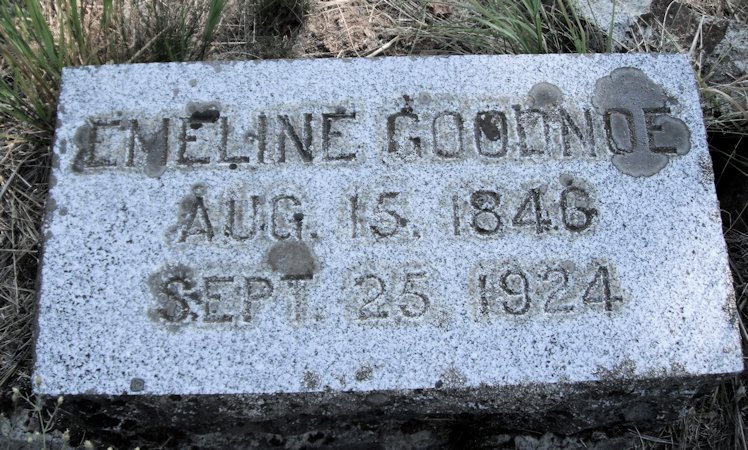 EMELINE GOODNOE
AUG. 15, 1846
SEPT. 25, 1924